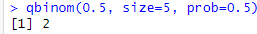 > qbinom(0.5, size=5, prob=0.5)
[1] 2